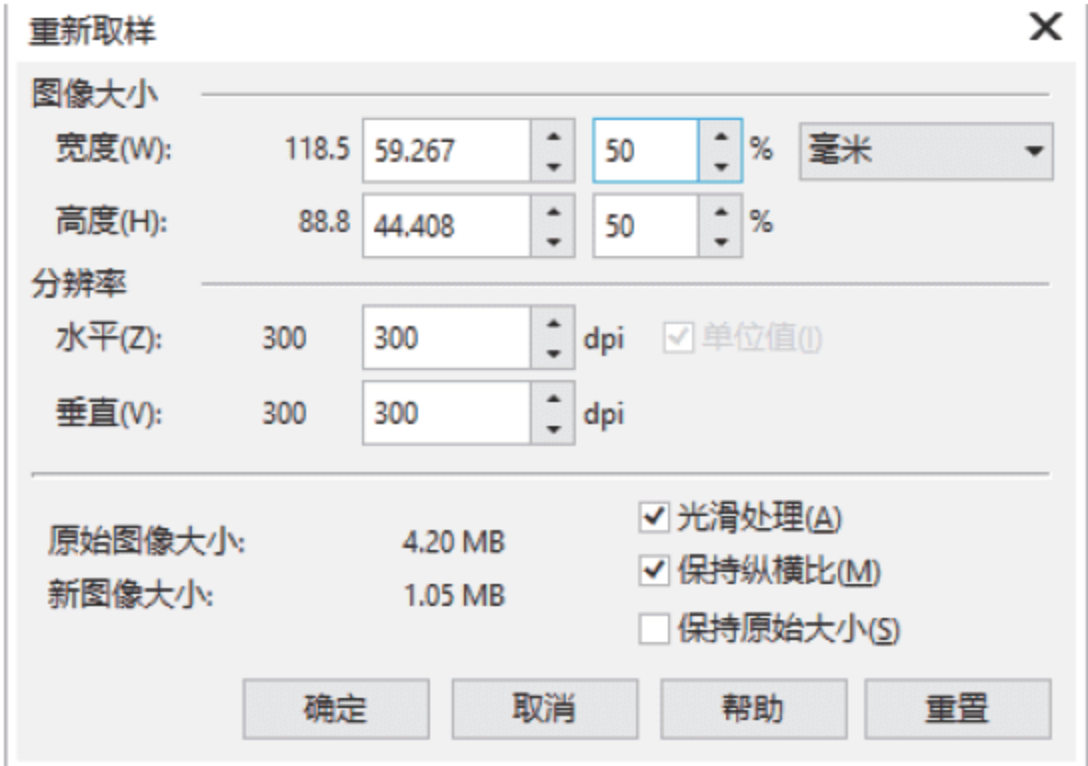 重新取样
图像大小
宽度(W): 118.5 59.267 50 % 毫米
高度(H): 88.8 44.408 50 %
分辨率
水平(Z): 300 300 dpi 单位值(I)
垂直(V): 300 300 dpi
原始图像大小: 4.20 MB 光滑处理(A)
新图像大小: 1.05 MB 保持纵横比(M)
保持原始大小(S)
确定 取消 帮助 重置